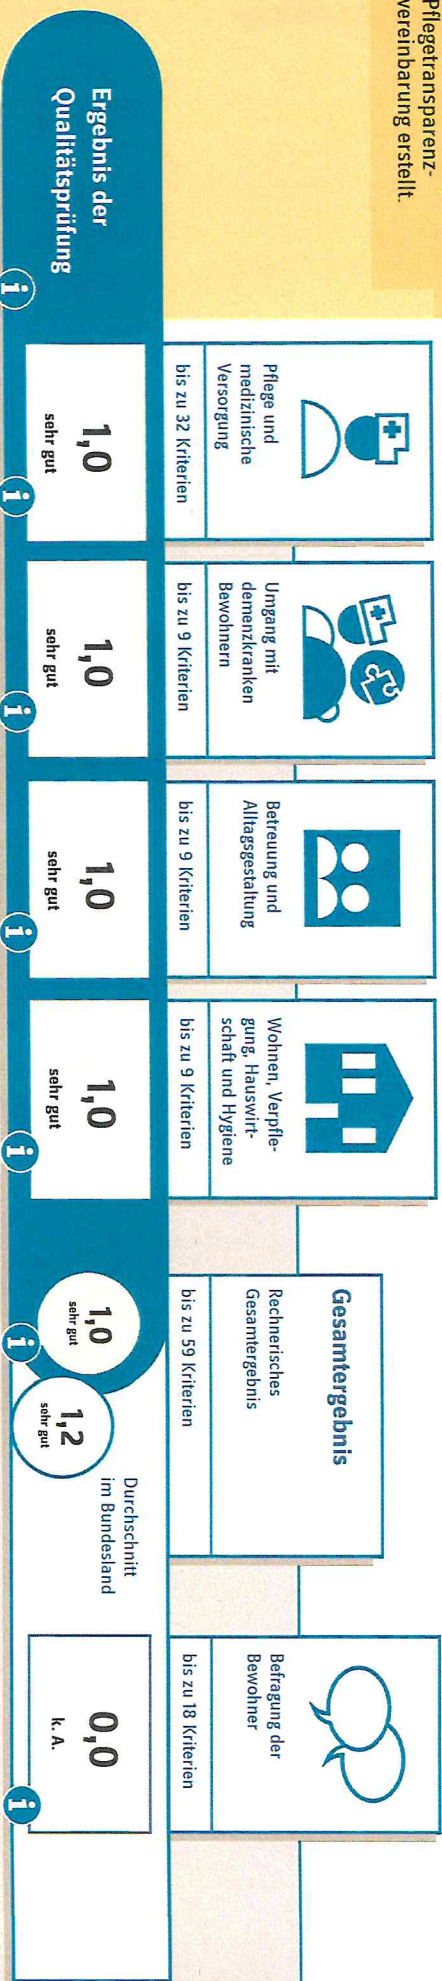 Pflegetransparenz-
vereinbarung erstellt.
Pflege und
medizinische
Versorgung
bis zu 32 Kriterien
Umgang mit
demenzkranken
Bewohnern
bis zu 9 Kriterien
Betreuung und
Alltagsgestaltung
bis zu 9 Kriterien
Wohnen, Verpfle-
gung, Hauswirt-
schaft und Hygiene
bis zu 9 Kriterien
Gesamtergebnis
Rechnerisches
Gesamtergebnis
bis zu 59 Kriterien
Befragung der
Bewohner
bis zu 18 Kriterien
Ergebnis der
Qualitätsprüfung
i
1,0
sehr gut
i
1,0
sehr gut
i
1,0
sehr gut
i
1,0
sehr gut
i
1,0
sehr gut
i
1,2
sehr gut
Durchschnitt
im Bundesland
0,0
k. A.
i